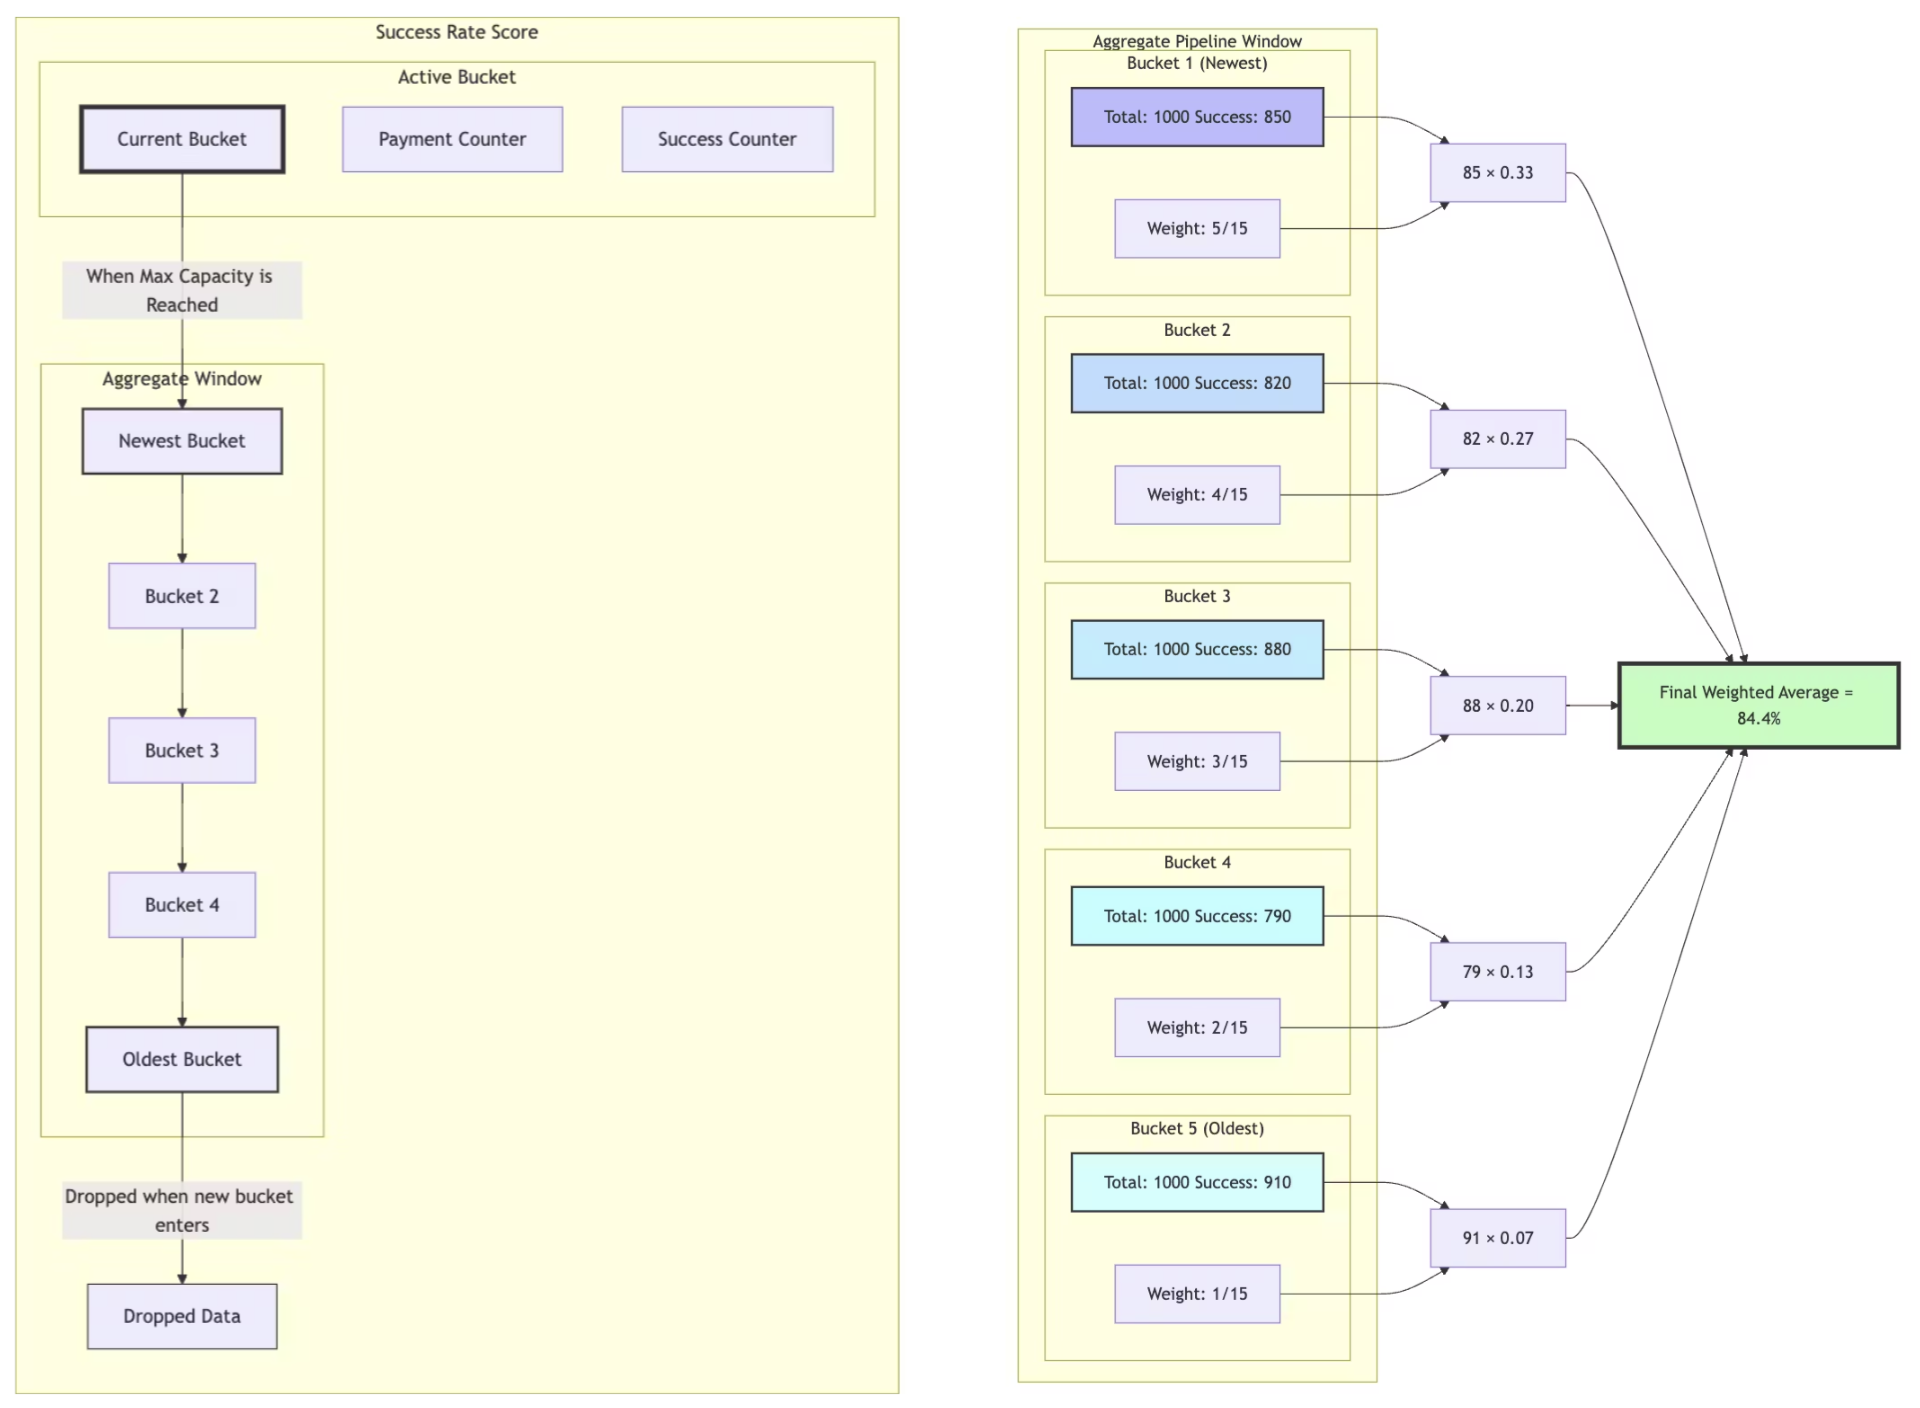 Success Rate Score
Active Bucket
Current Bucket
Payment Counter
Success Counter
When Max Capacity is
Reached
Aggregate Window
Newest Bucket
Bucket 2
Bucket 3
Bucket 4
Oldest Bucket
Dropped when new bucket
enters
Dropped Data
Aggregate Pipeline Window
Bucket 1 (Newest)
Total: 1000 Success: 850
Weight: 5/15
85 × 0.33
Bucket 2
Total: 1000 Success: 820
Weight: 4/15
82 × 0.27
Bucket 3
Total: 1000 Success: 880
Weight: 3/15
88 × 0.20
Bucket 4
Total: 1000 Success: 790
Weight: 2/15
79 × 0.13
Bucket 5 (Oldest)
Total: 1000 Success: 910
Weight: 1/15
91 × 0.07
Final Weighted Average =
84.4%